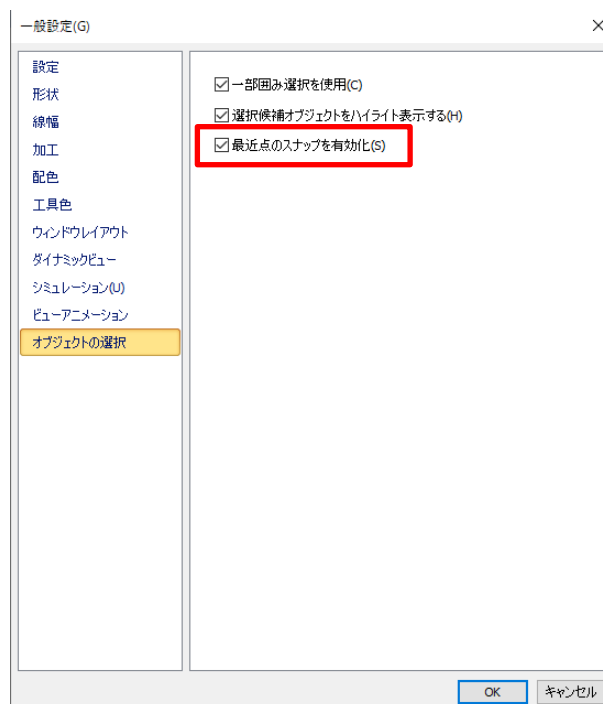 一般設定(G)
設定
形状
線幅
加工
配色
工具色
ウィンドウレイアウト
ダイナミックビュー
シミュレーション(U)
ビューアニメーション
オブジェクトの選択
一部囲み選択を使用(C)
選択候補オブジェクトをハイライト表示する(H)
最近点のスナップを有効化(S)
OK
キャンセル